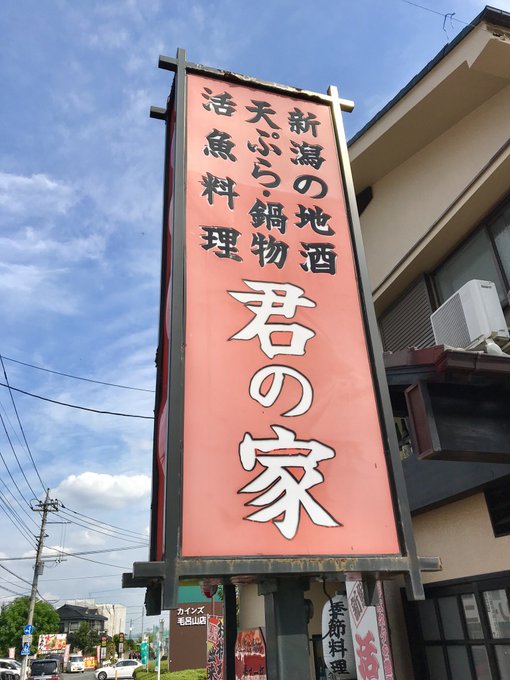 新潟の地酒
天ぷら・鍋物
活魚料理
君の家
カインズ
毛呂山店
季節料理
活